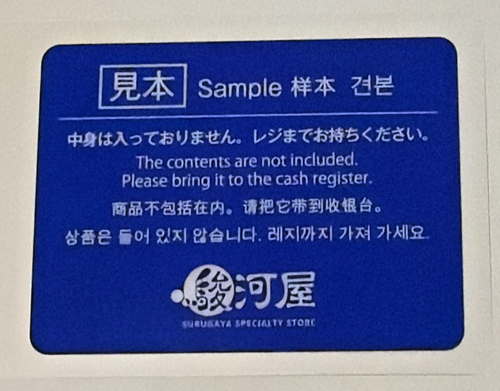 見本 Sample 样本 견본
中身は入っておりません。レジまでお持ちください。
The contents are not included.
Please bring it to the cash register.
商品不包括在内。请把它带到收银台。
상품은 들어 있지 않습니다. 레지까지 가져 가세요.
駿河屋
SURUGAYA SPECIALTY STORE